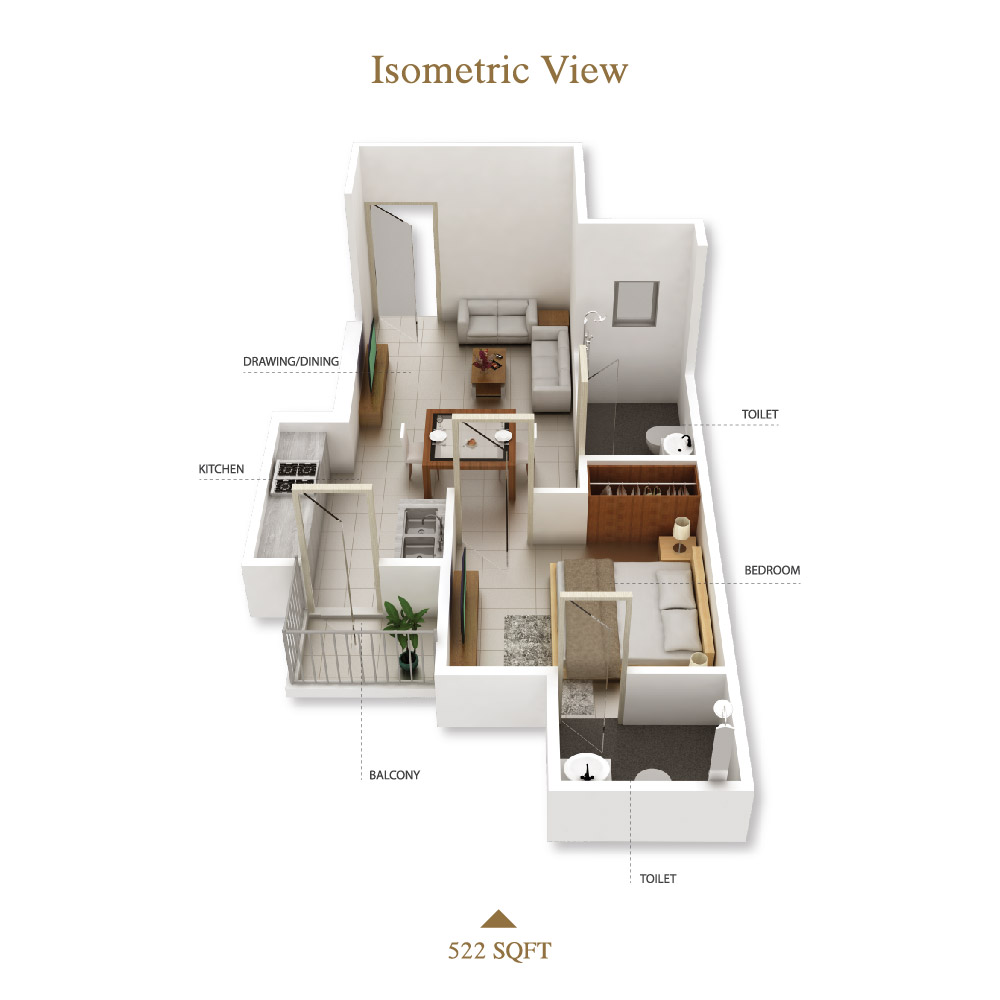 Isometric View
DRAWING/DINING
TOILET
KITCHEN
BEDROOM
BALCONY
TOILET
522 SQFT